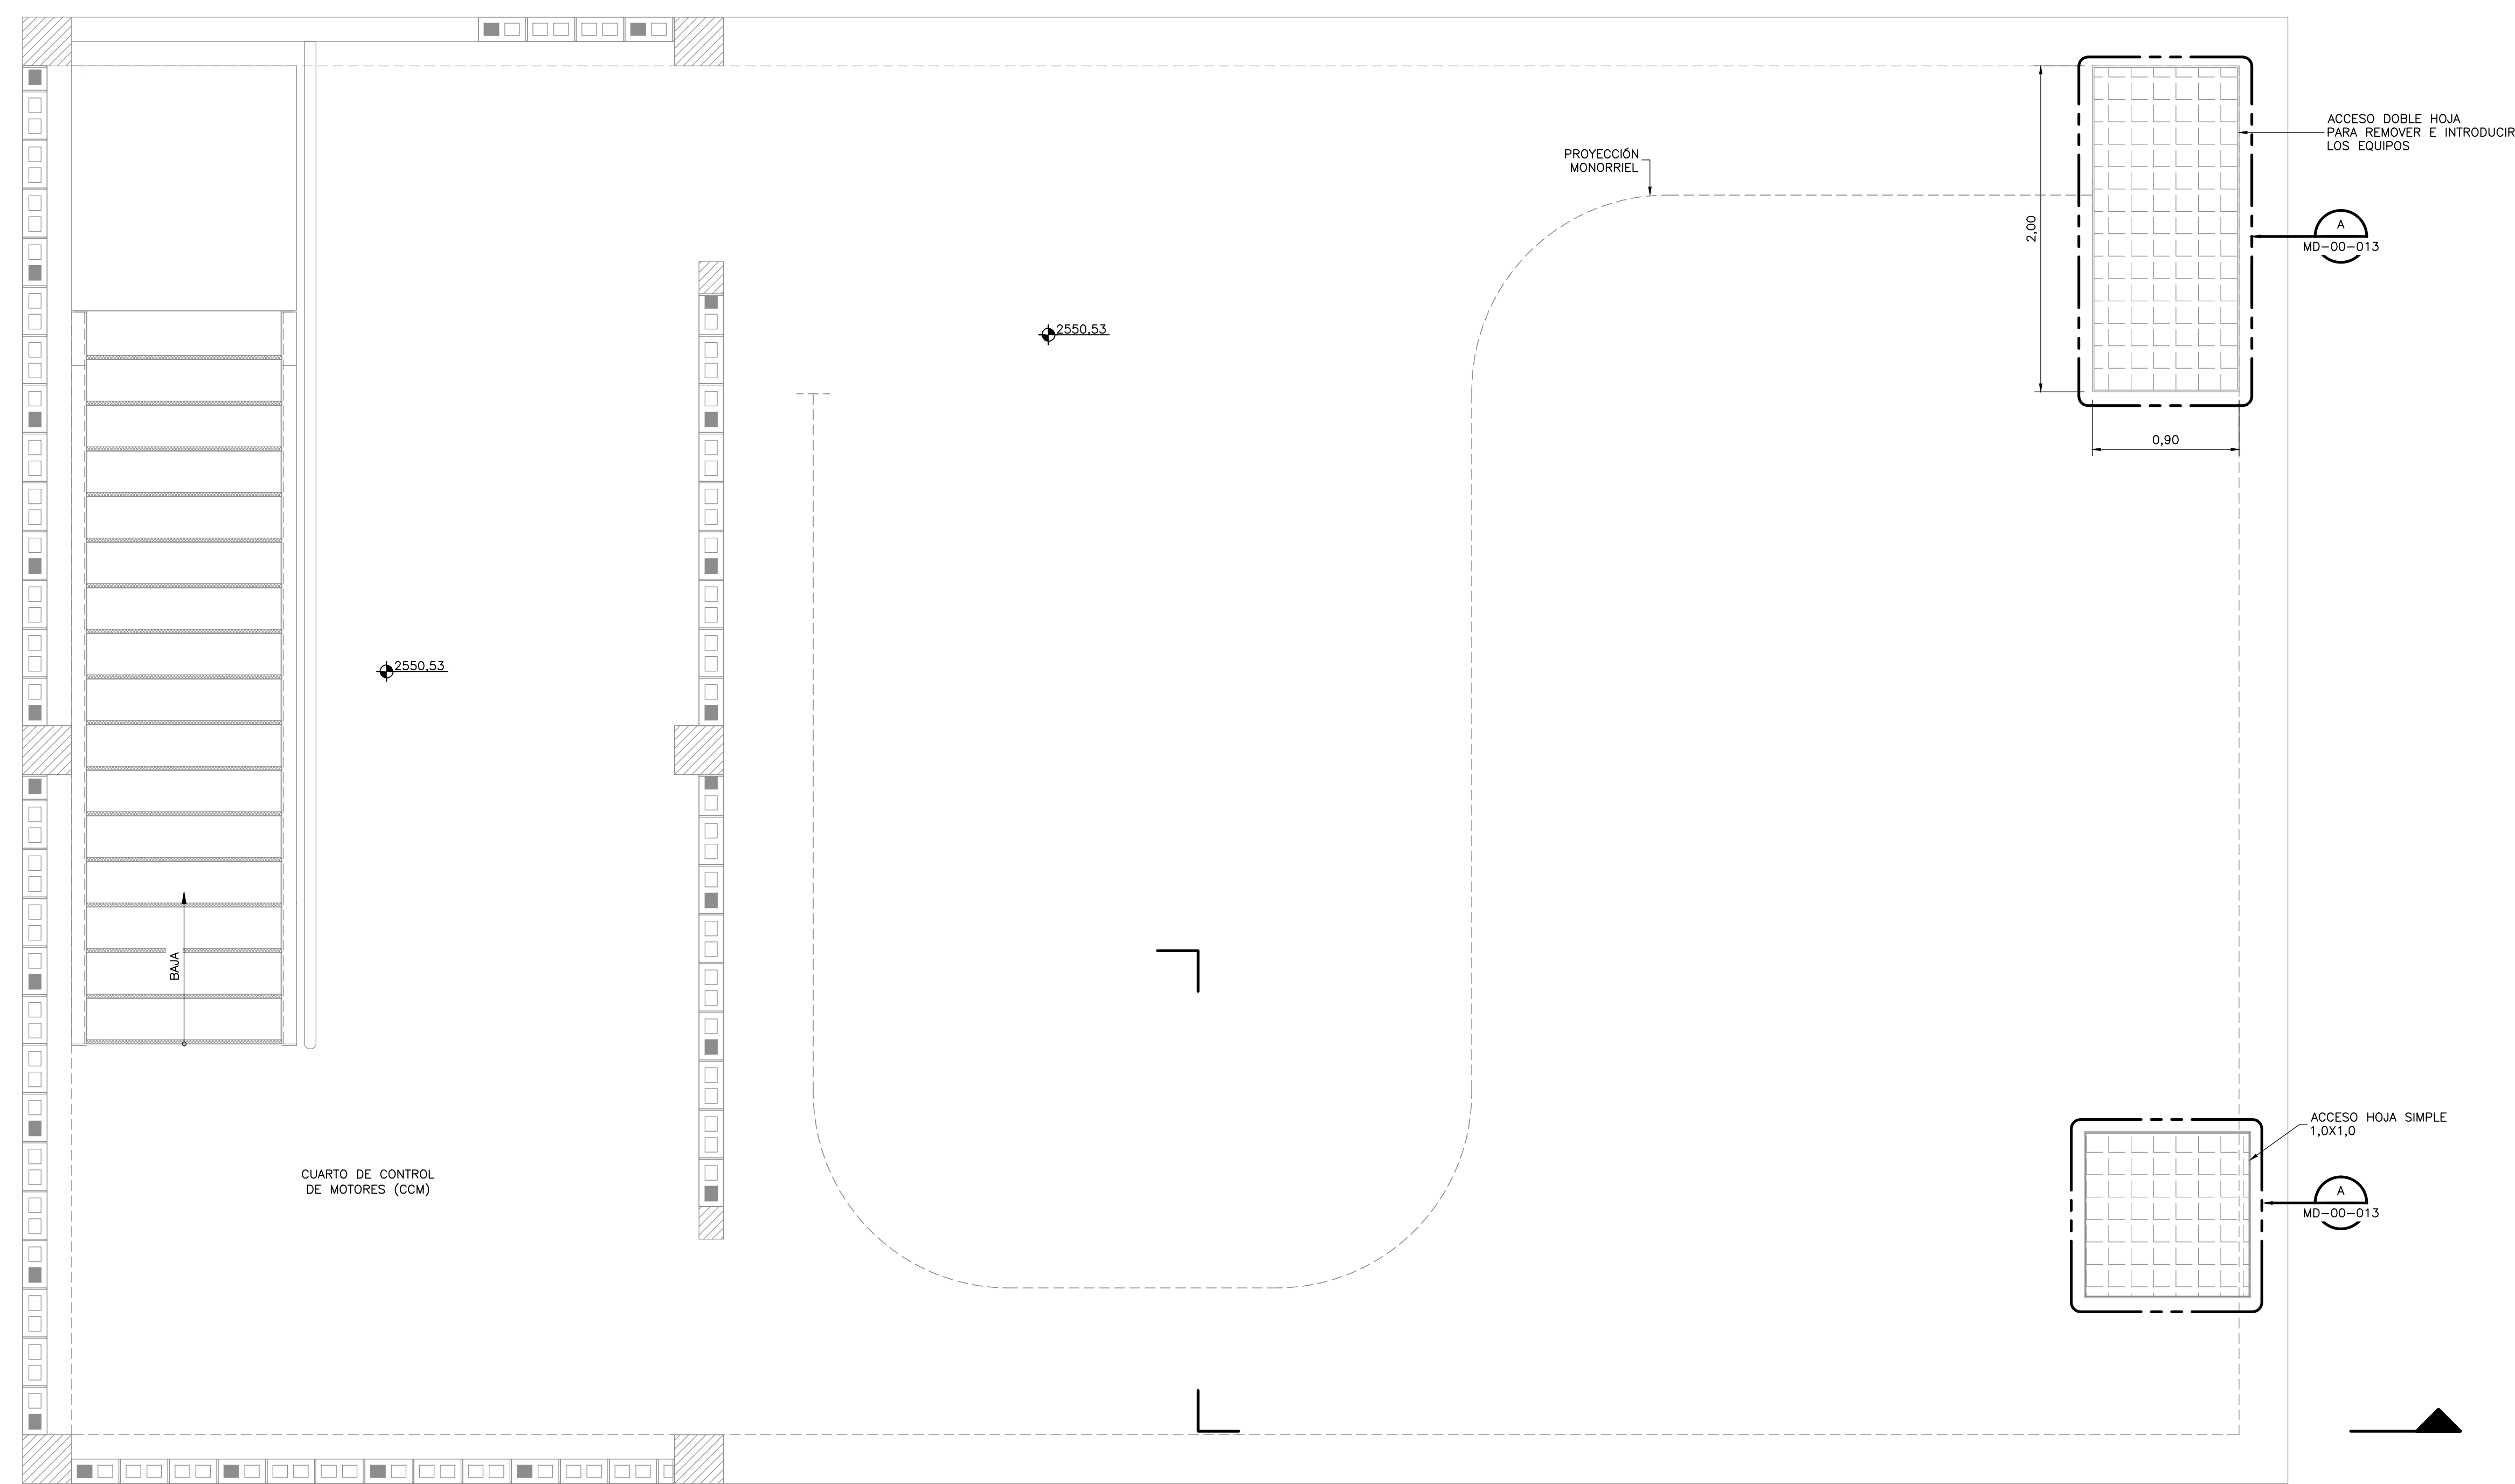 ACCESO DOBLE HOJA
PARA REMOVER E INTRODUCIR
LOS EQUIPOS
PROYECCIÓN
MONORRIEL
2,00
A
MD-00-013
2550,53
0,90
2550,53
BAJA
ACCESO HOJA SIMPLE
1,0X1,0
CUARTO DE CONTROL
DE MOTORES (CCM)
A
MD-00-013